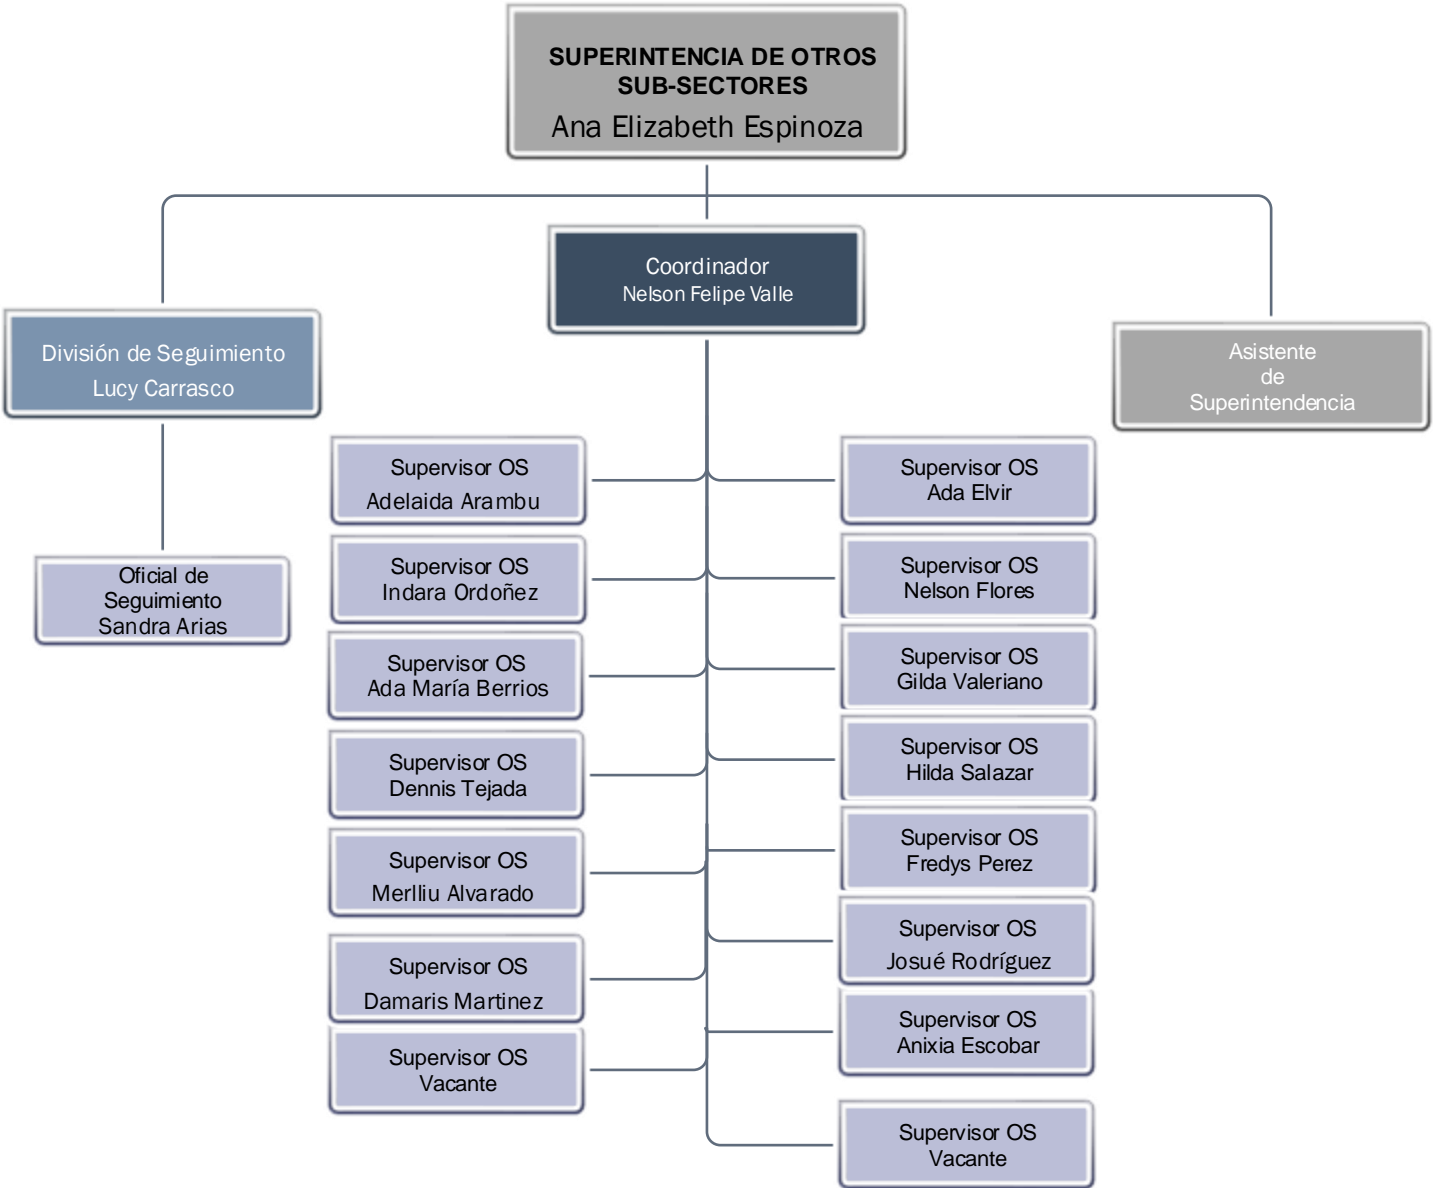 SUPERINTENCIA DE OTROS
SUB-SECTORES
Ana Elizabeth Espinoza
Coordinador
Nelson Felipe Valle
División de Seguimiento
Lucy Carrasco
Asistente
de
Superintendencia
Oficial de
Seguimiento
Sandra Arias
Supervisor OS
Adelaida Arambu
Supervisor OS
Indara Ordoñez
Supervisor OS
Ada María Berrios
Supervisor OS
Dennis Tejada
Supervisor OS
Merlliu Alvarado
Supervisor OS
Damaris Martinez
Supervisor OS
Vacante
Supervisor OS
Ada Elvir
Supervisor OS
Nelson Flores
Supervisor OS
Gilda Valeriano
Supervisor OS
Hilda Salazar
Supervisor OS
Fredys Perez
Supervisor OS
Josué Rodríguez
Supervisor OS
Anixia Escobar
Supervisor OS
Vacante